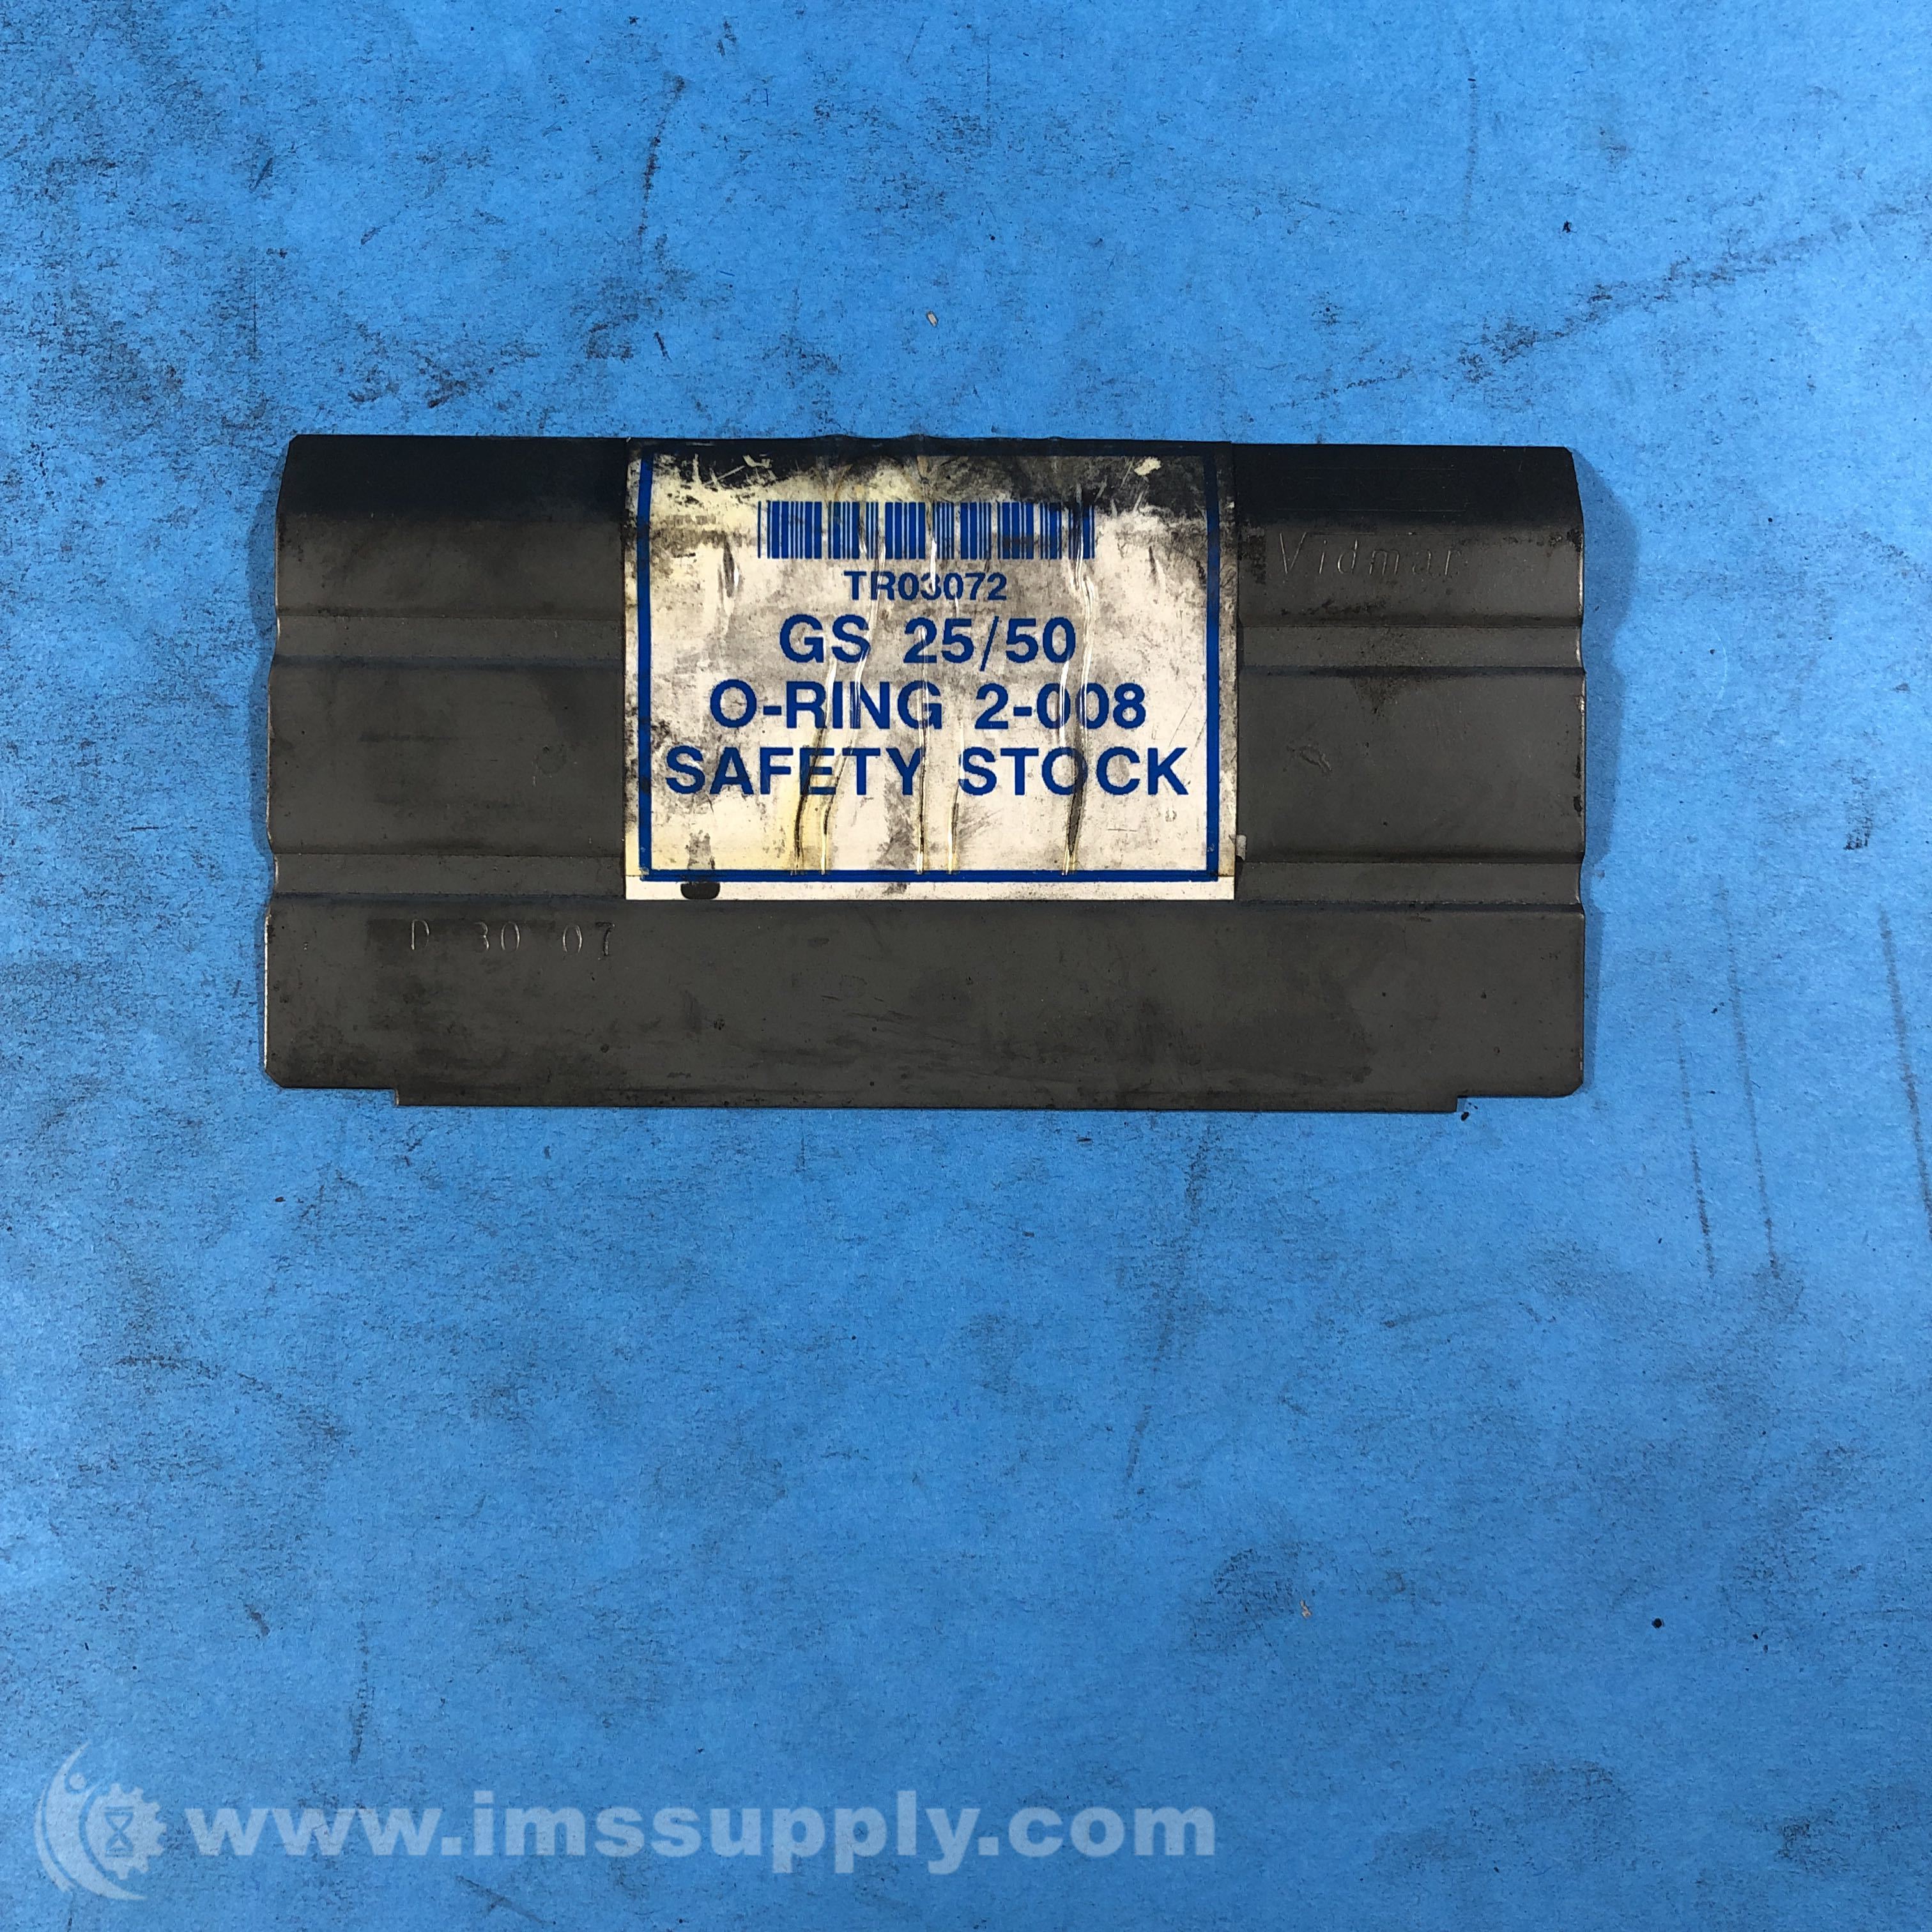 TR03072
Vidmar
GS 25/50
O-RING 2-008
SAFETY STOCK
D 30 07
www.imssupply.com